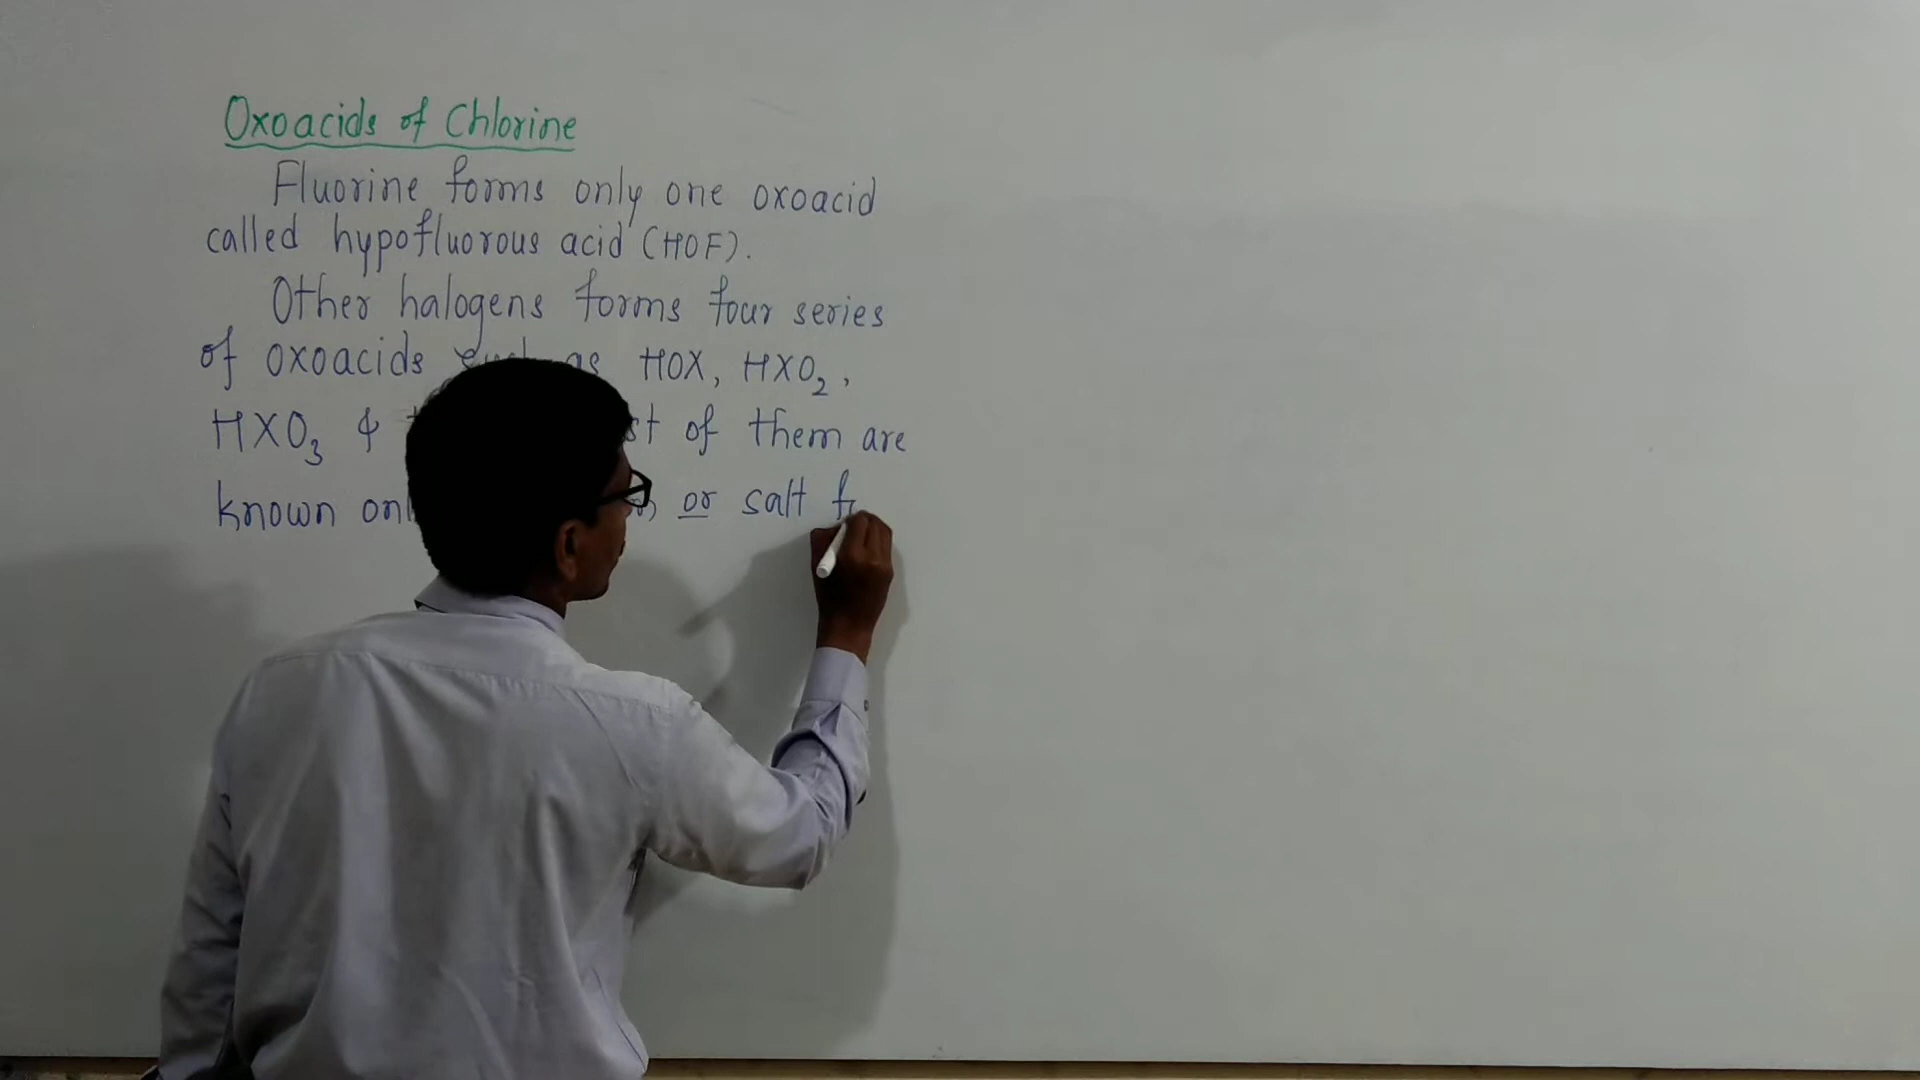 Oxoacids of Chlorine
Fluorine forms only one oxoacid
called hypofluorous acid (HOF).
Other halogens forms four series
of oxoacids as HOX, HXO₂,
HXO₃ & of them are
known or salt